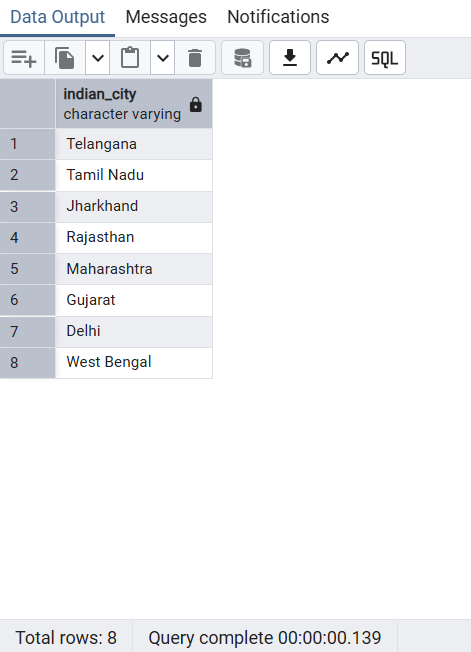 Data Output Messages Notifications
SQL
indian_city
character varying
1 Telangana
2 Tamil Nadu
3 Jharkhand
4 Rajasthan
5 Maharashtra
6 Gujarat
7 Delhi
8 West Bengal
Total rows: 8 Query complete 00:00:00.139